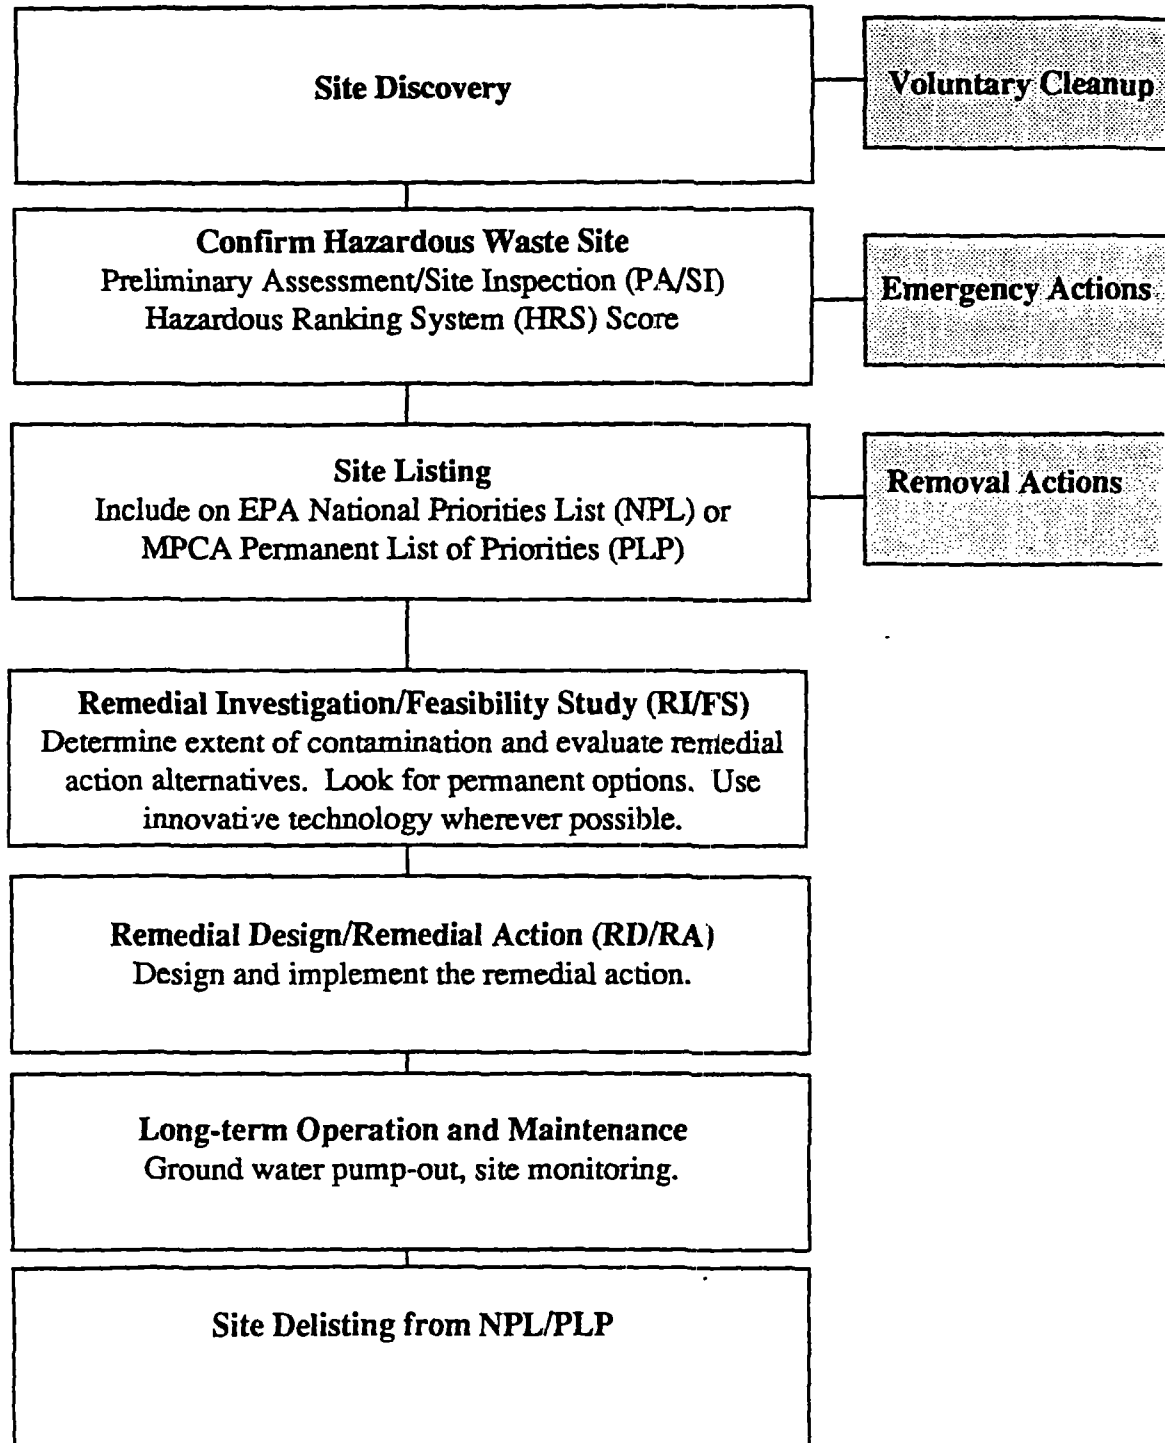 Site Discovery
Voluntary Cleanup
Confirm Hazardous Waste Site
Preliminary Assessment/Site Inspection (PA/SI)
Hazardous Ranking System (HRS) Score
Emergency Actions
Site Listing
Include on EPA National Priorities List (NPL) or
MPCA Permanent List of Priorities (PLP)
Removal Actions
Remedial Investigation/Feasibility Study (RI/FS)
Determine extent of contamination and evaluate remedial
action alternatives.  Look for permanent options.  Use
innovative technology wherever possible.
Remedial Design/Remedial Action (RD/RA)
Design and implement the remedial action.
Long-term Operation and Maintenance
Ground water pump-out, site monitoring.
Site Delisting from NPL/PLP